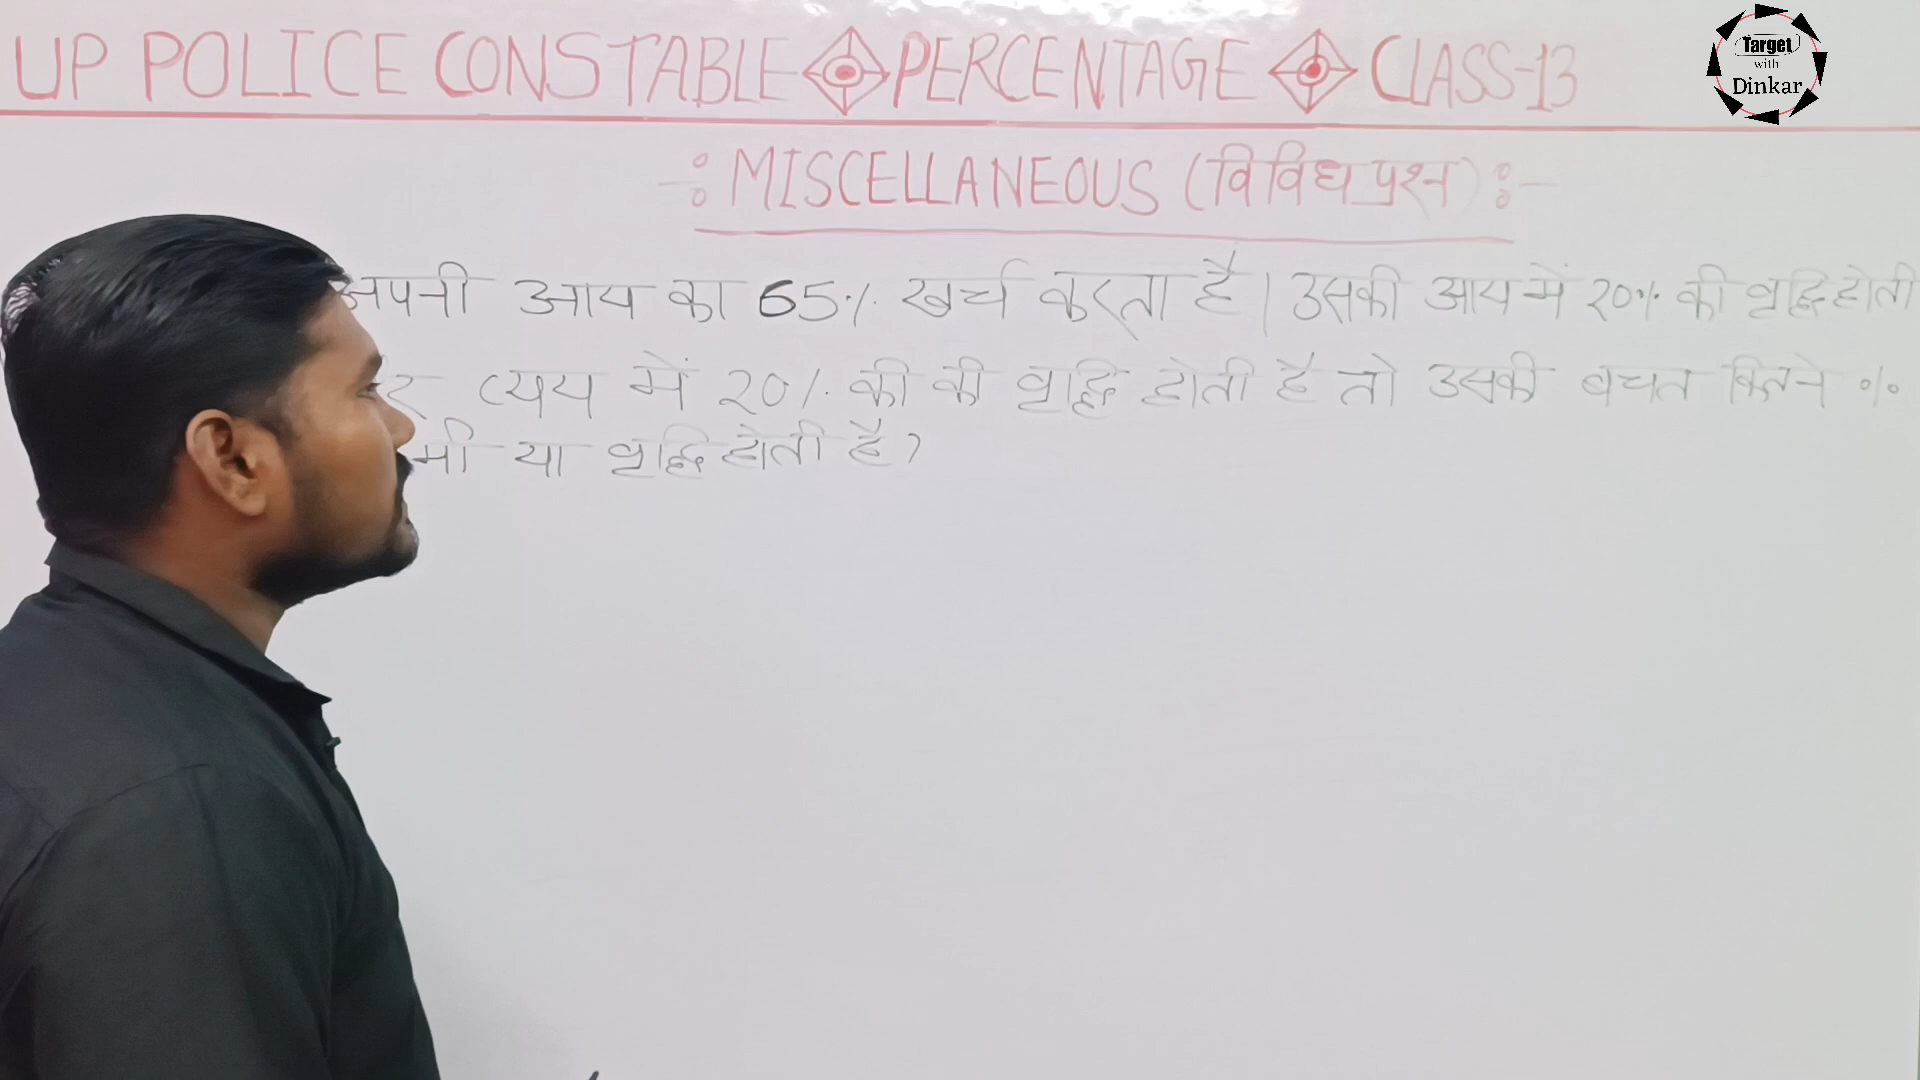 UP POLICE CONSTABLE PERCENTAGE CLASS-13
Target
with
Dinkar
-: MISCELLANEOUS (विविध प्रश्न) :-
अपनी आय का 65% खर्च करता है। उसकी आय में 20% की वृद्धि होती
व्यय में 20% की की वृद्धि होती है तो उसकी बचत कितने %
या वृद्धि होती है?